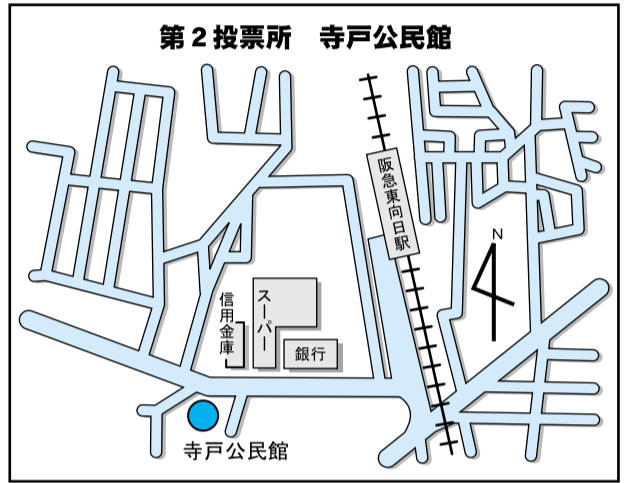 第２投票所　寺戸公民館
阪急東向日駅
N
スーパー
信用金庫
銀行
寺戸公民館